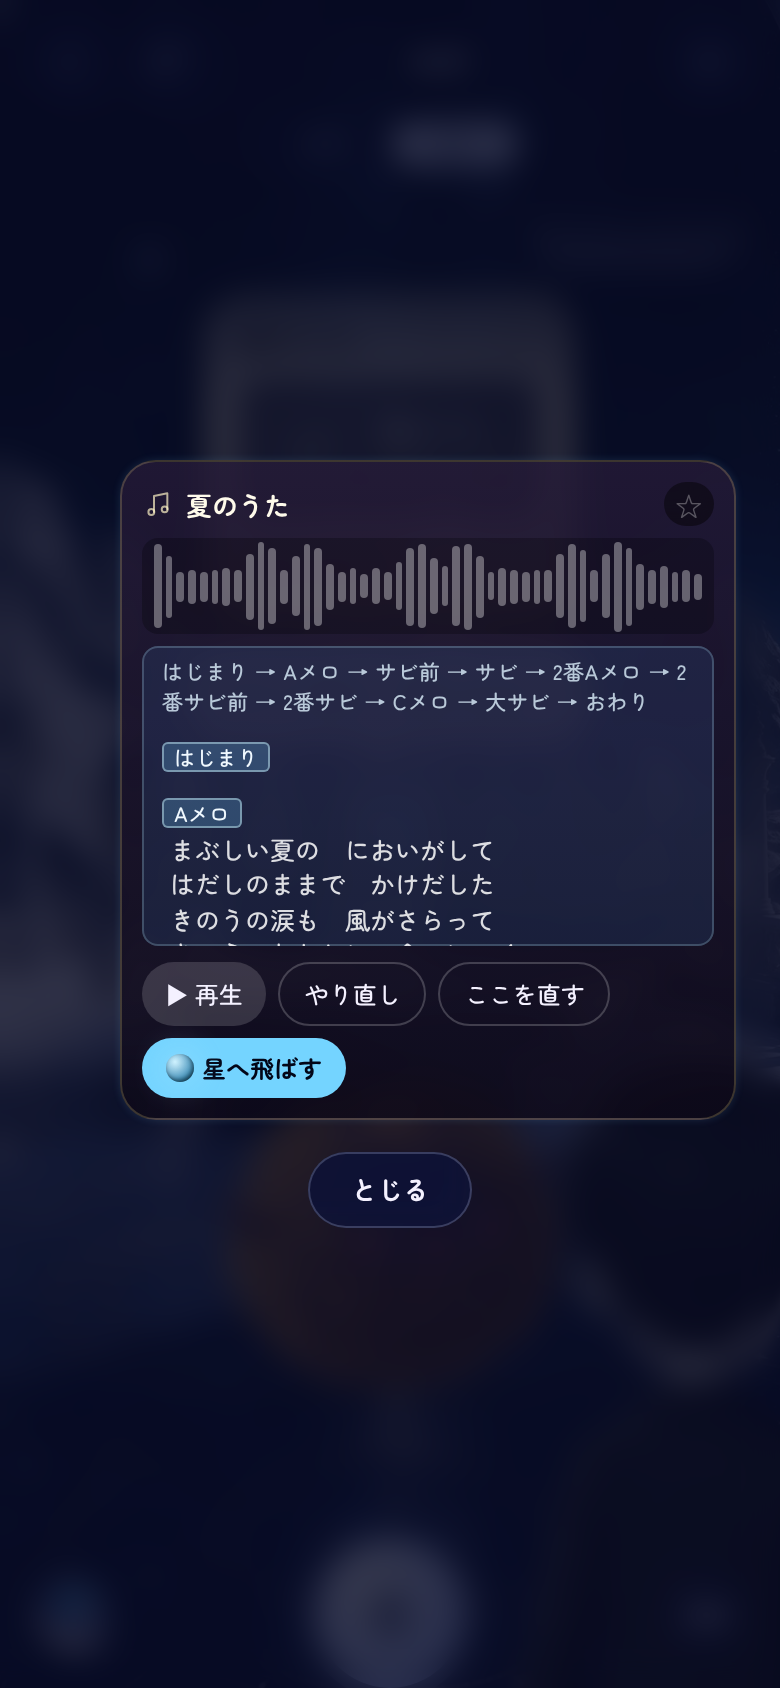 夏のうた
はじまり → Aメロ → サビ前 → サビ → 2番Aメロ → 2
番サビ前 → 2番サビ → Cメロ → 大サビ → おわり
はじまり
Aメロ
まぶしい夏の　においがして
はだしのままで　かけだした
きのうの涙も　風がさらって
▶ 再生
やり直し
ここを直す
星へ飛ばす
とじる